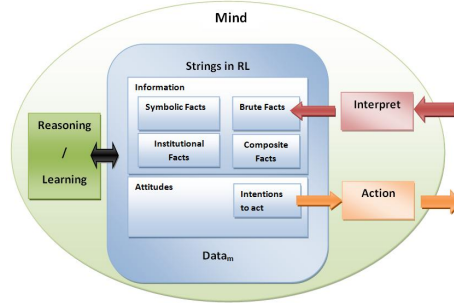 Mind
Strings in RL
Information
Symbolic Facts
Brute Facts
Institutional
Facts
Composite
Facts
Attitudes
Intentions
to act
Data_m
Reasoning
/
Learning
Interpret
Action